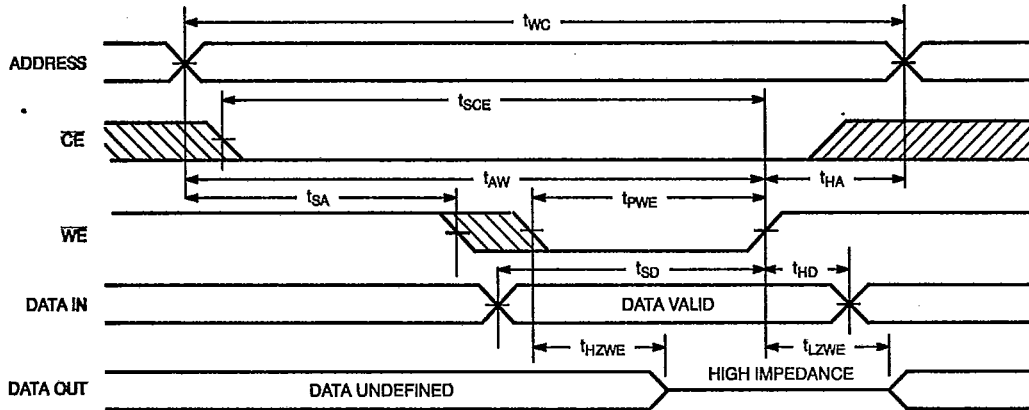 tWC
ADDRESS
tSCE
CE
tAW
tHA
tSA
tPWE
WE
tSD
tHD
DATA IN
DATA VALID
tHZWE
tLZWE
HIGH IMPEDANCE
DATA OUT
DATA UNDEFINED